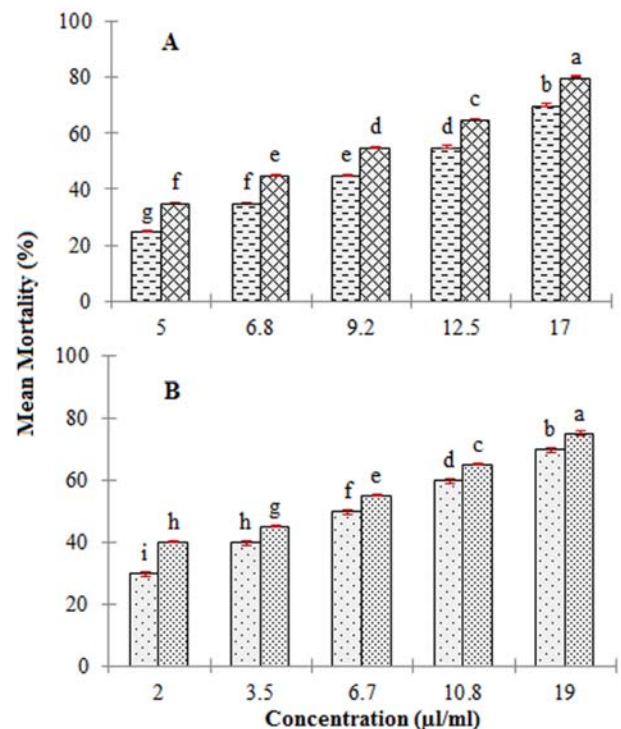 Mean Mortality (%)
A
100
80
60
40
20
0
g f f e e d d c b a
5 6.8 9.2 12.5 17
B
100
80
60
40
20
0
i h h g f e d c b a
2 3.5 6.7 10.8 19
Concentration (µl/ml)